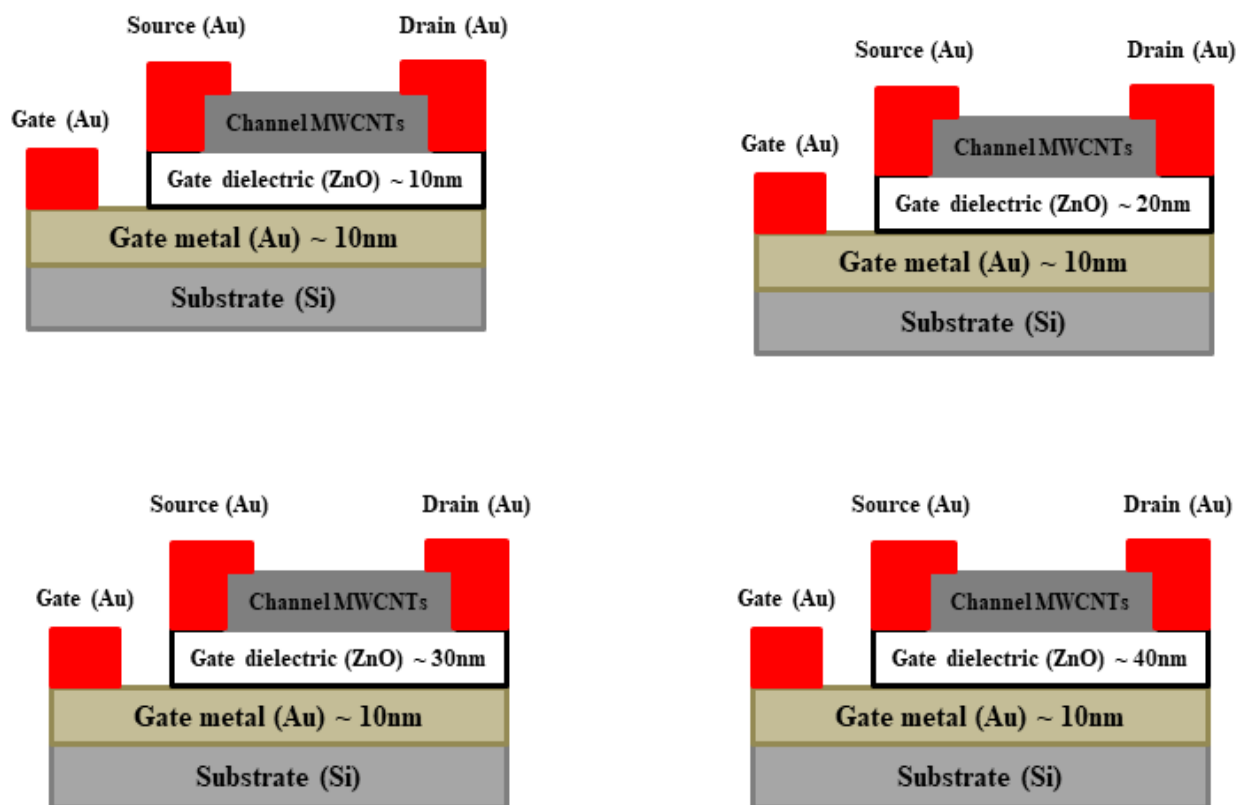 Source (Au) Drain (Au)
Gate (Au)
Channel MWCNTs
Gate dielectric (ZnO) ~ 10nm
Gate metal (Au) ~ 10nm
Substrate (Si)
Source (Au) Drain (Au)
Gate (Au)
Channel MWCNTs
Gate dielectric (ZnO) ~ 20nm
Gate metal (Au) ~ 10nm
Substrate (Si)
Source (Au) Drain (Au)
Gate (Au)
Channel MWCNTs
Gate dielectric (ZnO) ~ 30nm
Gate metal (Au) ~ 10nm
Substrate (Si)
Source (Au) Drain (Au)
Gate (Au)
Channel MWCNTs
Gate dielectric (ZnO) ~ 40nm
Gate metal (Au) ~ 10nm
Substrate (Si)